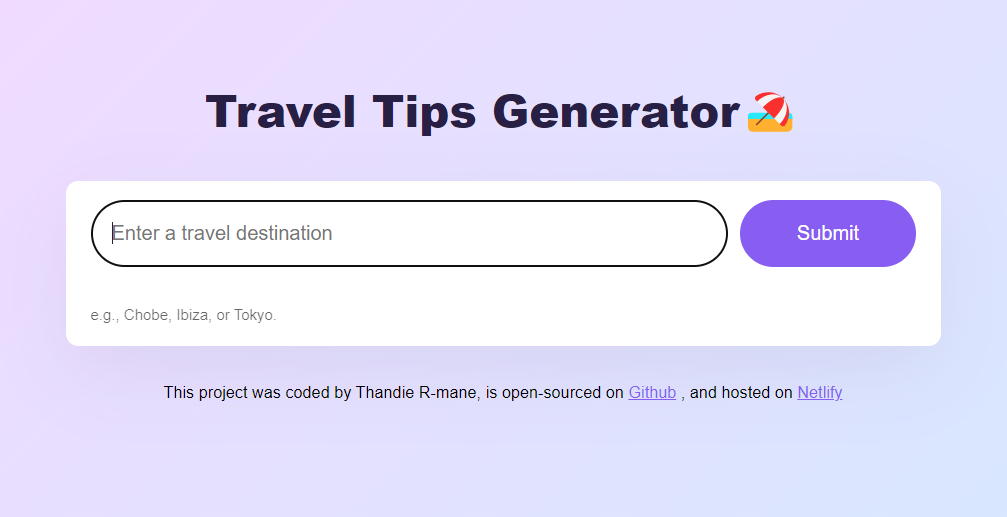 Travel Tips Generator🏖️
Enter a travel destination
Submit
e.g., Chobe, Ibiza, or Tokyo.
This project was coded by Thandie R-mane, is open-sourced on Github , and hosted on Netlify